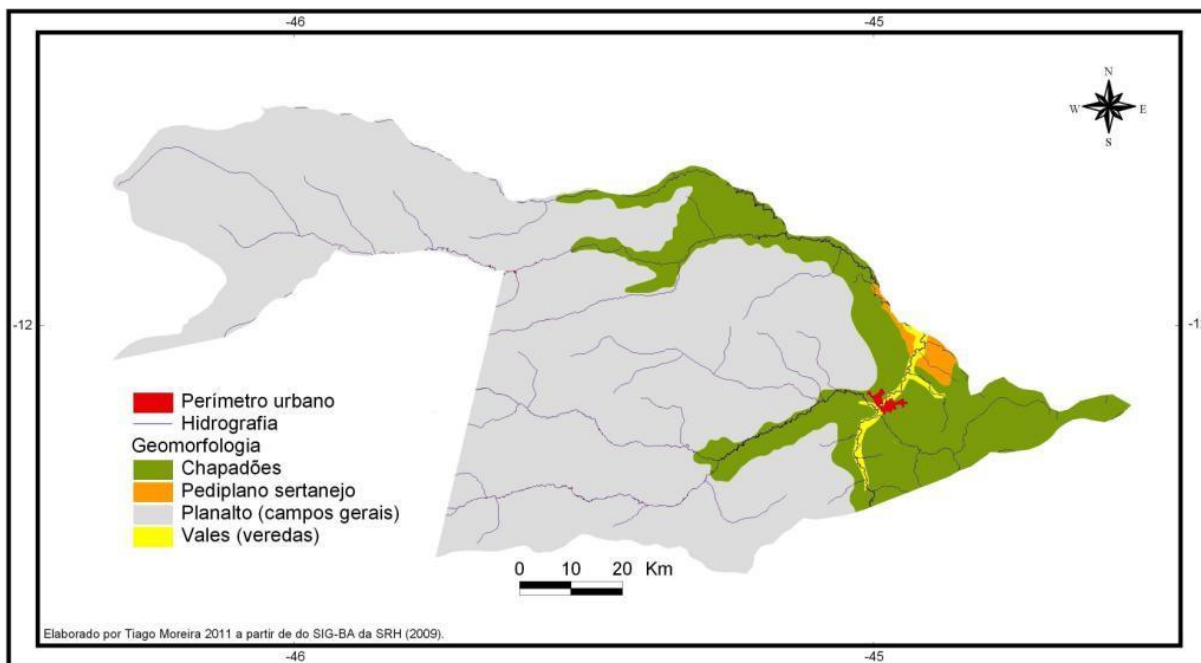 -46
-45
N
W
E
S
-12
-12
Perímetro urbano
Hidrografia
Geomorfologia
Chapadões
Pediplano sertanejo
Planalto (campos gerais)
Vales (veredas)
0 10 20 Km
Elaborado por Tiago Moreira 2011 a partir de do SIG-BA da SRH (2009).
-46
-45